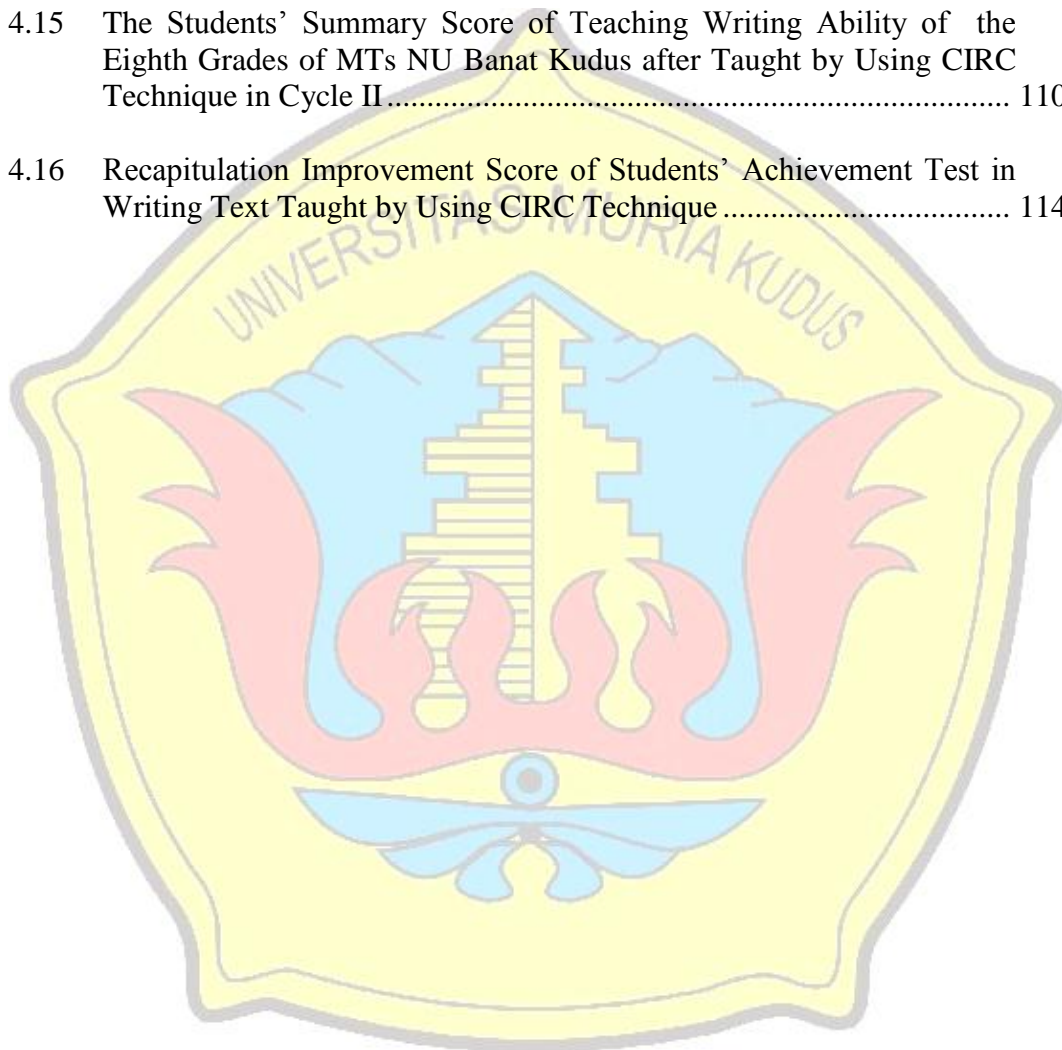 4.15 The Students’ Summary Score of Teaching Writing Ability of the
Eighth Grades of MTs NU Banat Kudus after Taught by Using CIRC
Technique in Cycle II ............................................................................... 110
4.16 Recapitulation Improvement Score of Students’ Achievement Test in
Writing Text Taught by Using CIRC Technique .................................... 114
UNIVERSITAS MURIA KUDUS